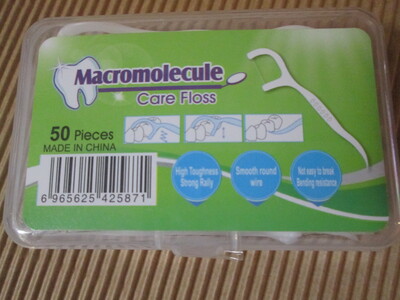 Macromolecule
Care Floss
50 Pieces
MADE IN CHINA
High Toughness
Strong Rally
Smooth round
wire
Not easy to break
Bending resistance
6 965625 425871